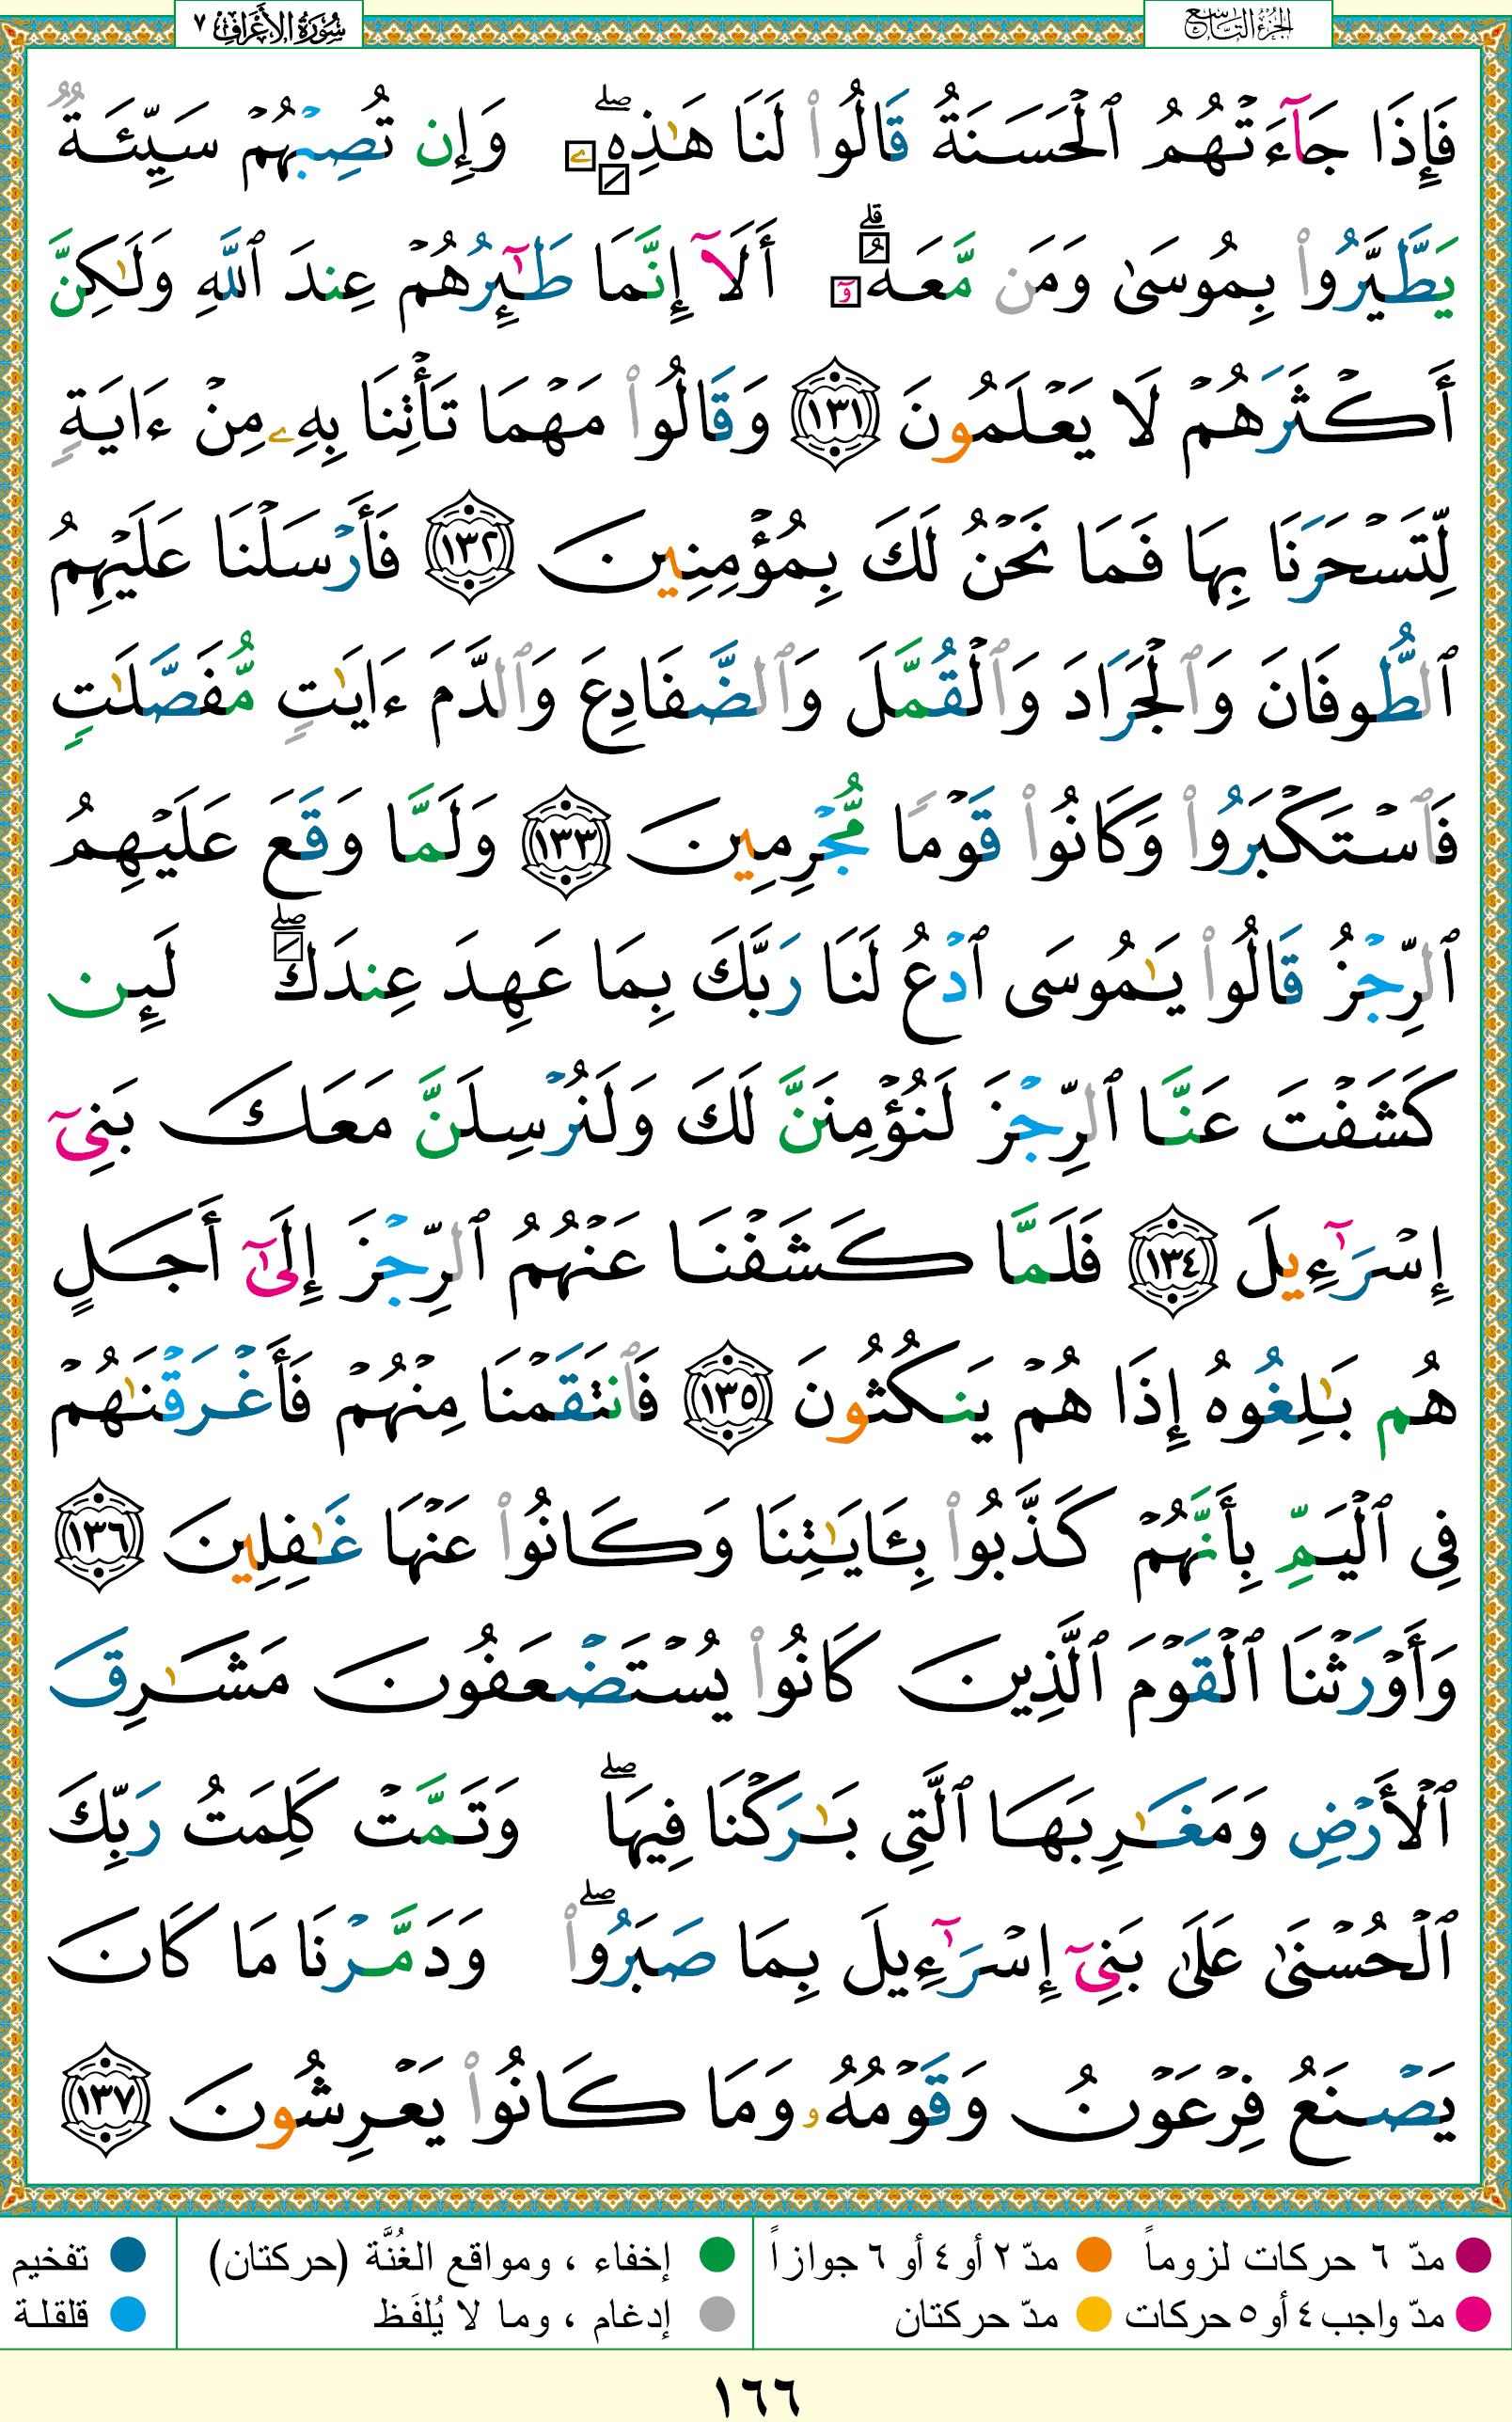 الجزء التاسع
سورة الأعراف ٧
فَإِذَا جَآءَتْهُمُ ٱلْحَسَنَةُ قَالُوا۟ لَنَا هَـٰذِهِۦ ۖ وَإِن تُصِبْهُمْ سَيِّئَةٌ
يَطَّيَّرُوا۟ بِمُوسَىٰ وَمَن مَّعَهُۥٓ ۗ أَلَآ إِنَّمَا طَـٰٓئِرُهُمْ عِندَ ٱللَّهِ وَلَـٰكِنَّ
أَكْثَرَهُمْ لَا يَعْلَمُونَ ١٣١ وَقَالُوا۟ مَهْمَا تَأْتِنَا بِهِۦ مِنْ ءَايَةٍ
لِّتَسْحَرَنَا بِهَا فَمَا نَحْنُ لَكَ بِمُؤْمِنِينَ ١٣٢ فَأَرْسَلْنَا عَلَيْهِمُ
ٱلطُّوفَانَ وَٱلْجَرَادَ وَٱلْقُمَّلَ وَٱلضَّفَادِعَ وَٱلدَّمَ ءَايَـٰتٍ مُّفَصَّلَـٰتٍ
فَٱسْتَكْبَرُوا۟ وَكَانُوا۟ قَوْمًا مُّجْرِمِينَ ١٣٣ وَلَمَّا وَقَعَ عَلَيْهِمُ
ٱلرِّجْزُ قَالُوا۟ يَـٰمُوسَى ٱدْعُ لَنَا رَبَّكَ بِمَا عَهِدَ عِندَكَ ۖ لَئِن
كَشَفْتَ عَنَّا ٱلرِّجْزَ لَنُؤْمِنَنَّ لَكَ وَلَنُرْسِلَنَّ مَعَكَ بَنِىٓ
إِسْرَٰٓءِيلَ ١٣٤ فَلَمَّا كَشَفْنَا عَنْهُمُ ٱلرِّجْزَ إِلَىٰٓ أَجَلٍ
هُم بَـٰلِغُوهُ إِذَا هُمْ يَنكُثُونَ ١٣٥ فَٱنتَقَمْنَا مِنْهُمْ فَأَغْرَقْنَـٰهُمْ
فِى ٱلْيَمِّ بِأَنَّهُمْ كَذَّبُوا۟ بِـَٔايَـٰتِنَا وَكَانُوا۟ عَنْهَا غَـٰفِلِينَ ١٣٦
وَأَوْرَثْنَا ٱلْقَوْمَ ٱلَّذِينَ كَانُوا۟ يُسْتَضْعَفُونَ مَشَـٰرِقَ
ٱلْأَرْضِ وَمَغَـٰرِبَهَا ٱلَّتِى بَـٰرَكْنَا فِيهَا ۖ وَتَمَّتْ كَلِمَتُ رَبِّكَ
ٱلْحُسْنَىٰ عَلَىٰ بَنِىٓ إِسْرَٰٓءِيلَ بِمَا صَبَرُوا۟ ۖ وَدَمَّرْنَا مَا كَانَ
يَصْنَعُ فِرْعَوْنُ وَقَوْمُهُۥ وَمَا كَانُوا۟ يَعْرِشُونَ ١٣٧
مدّ ٦ حركات لزوماً مدّ ٢ أو ٤ أو ٦ جوازاً إخفاء ، ومواقع الغُنَّة (حركتان) تفخيم
مدّ واجب ٤ أو ٥ حركات مدّ حركتان إدغام ، وما لا يُلفَظ قلقلة
١٦٦